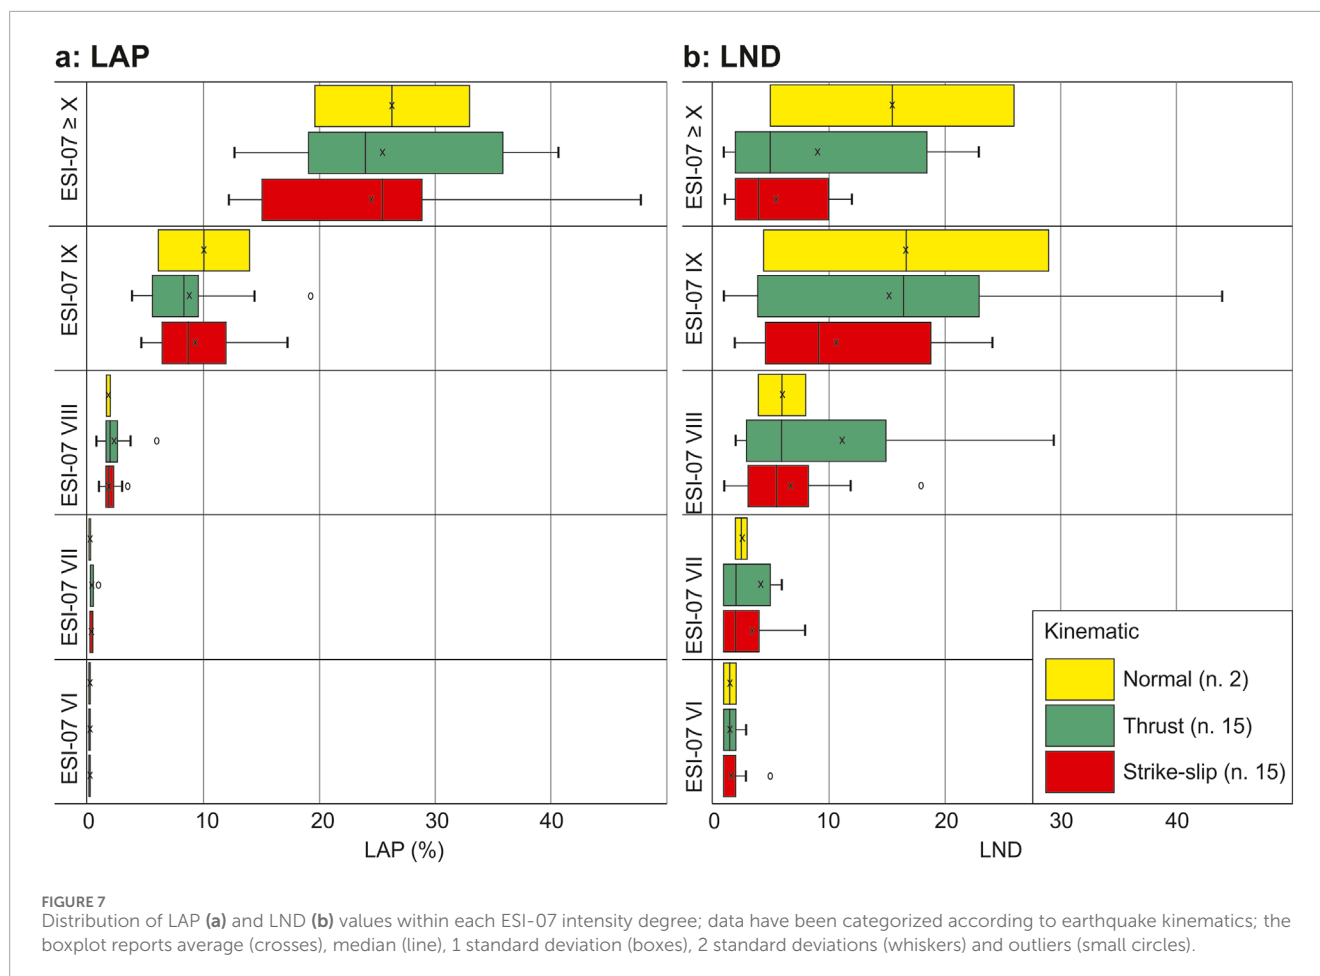 a: LAP
b: LND
ESI-07 ≥ X
ESI-07 IX
ESI-07 VIII
ESI-07 VII
ESI-07 VI
0 10 20 30 40
LAP (%)
ESI-07 ≥ X
ESI-07 IX
ESI-07 VIII
ESI-07 VII
ESI-07 VI
0 10 20 30 40
LND
Kinematic
Normal (n. 2)
Thrust (n. 15)
Strike-slip (n. 15)
FIGURE 7
Distribution of LAP (a) and LND (b) values within each ESI-07 intensity degree; data have been categorized according to earthquake kinematics; the
boxplot reports average (crosses), median (line), 1 standard deviation (boxes), 2 standard deviations (whiskers) and outliers (small circles).